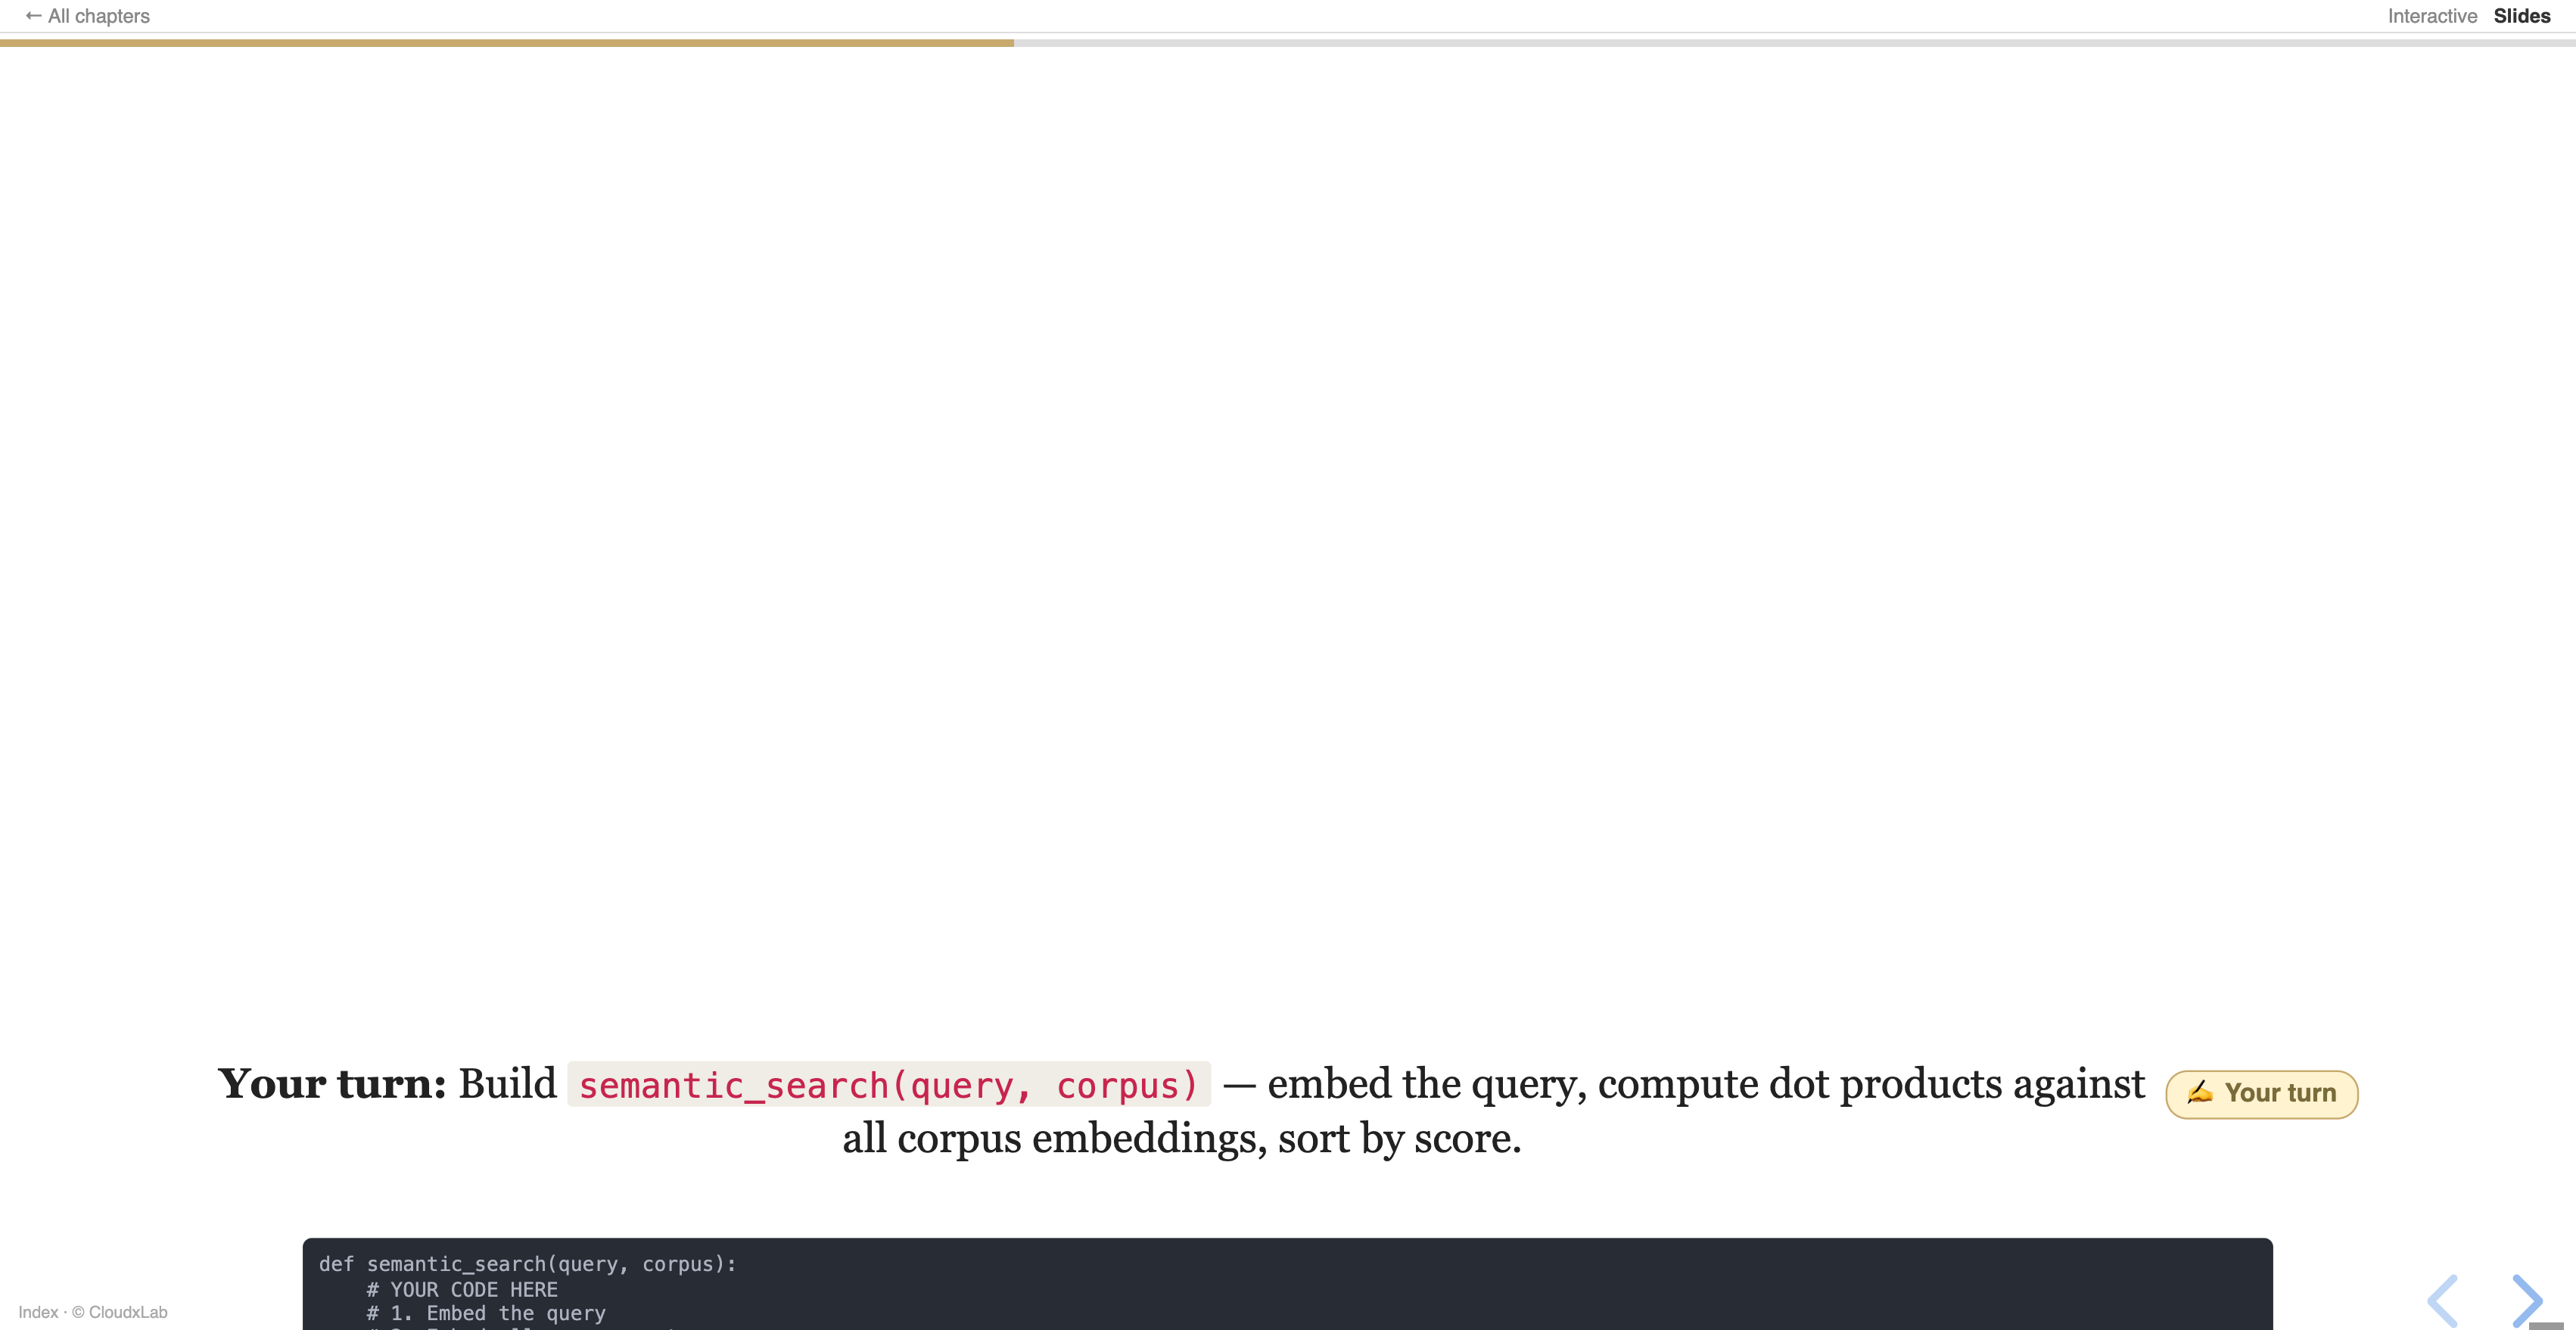 ← All chapters
Interactive Slides
Your turn: Build semantic_search(query, corpus) — embed the query, compute dot products against
all corpus embeddings, sort by score.
✍️ Your turn
def semantic_search(query, corpus):
    # YOUR CODE HERE
    # 1. Embed the query
Index · © CloudxLab